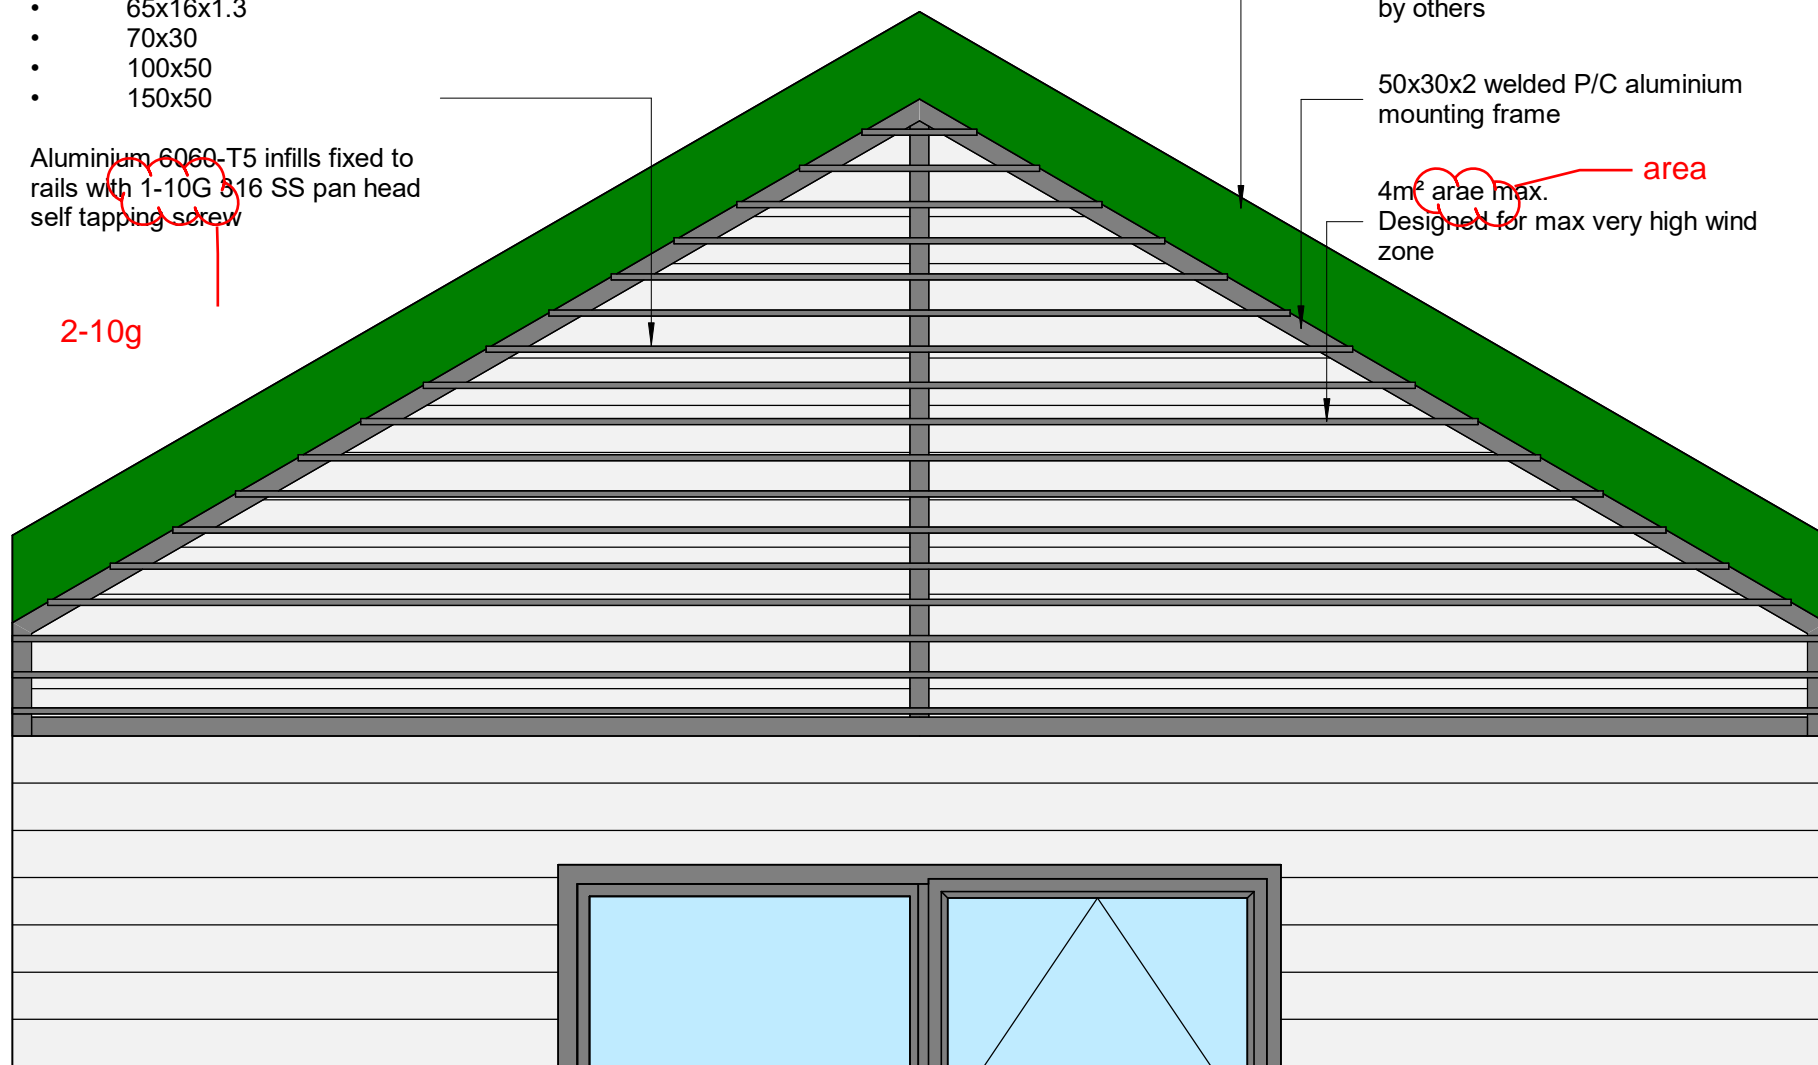 • 65x16x1.3
• 70x30
• 100x50
• 150x50
Aluminium 6060-T5 infills fixed to
rails with 1-10G 316 SS pan head
self tapping screw
2-10g
by others
50x30x2 welded P/C aluminium
mounting frame
4m² arae max.
area
Designed for max very high wind
zone